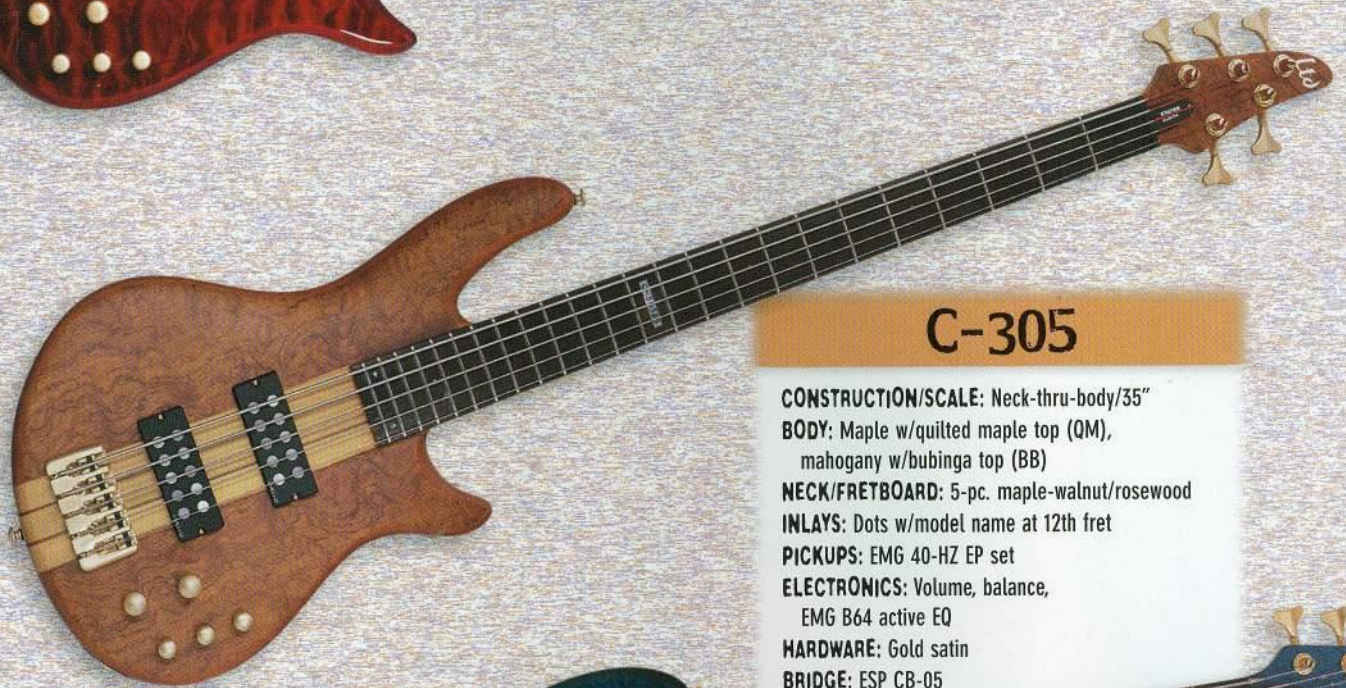 Ltd
C-305
CONSTRUCTION/SCALE: Neck-thru-body/35”
BODY: Maple w/quilted maple top (QM),
mahogany w/bubinga top (BB)
NECK/FRETBOARD: 5-pc. maple-walnut/rosewood
INLAYS: Dots w/model name at 12th fret
PICKUPS: EMG 40-HZ EP set
ELECTRONICS: Volume, balance,
EMG B64 active EQ
HARDWARE: Gold satin
BRIDGE: ESP CB-05